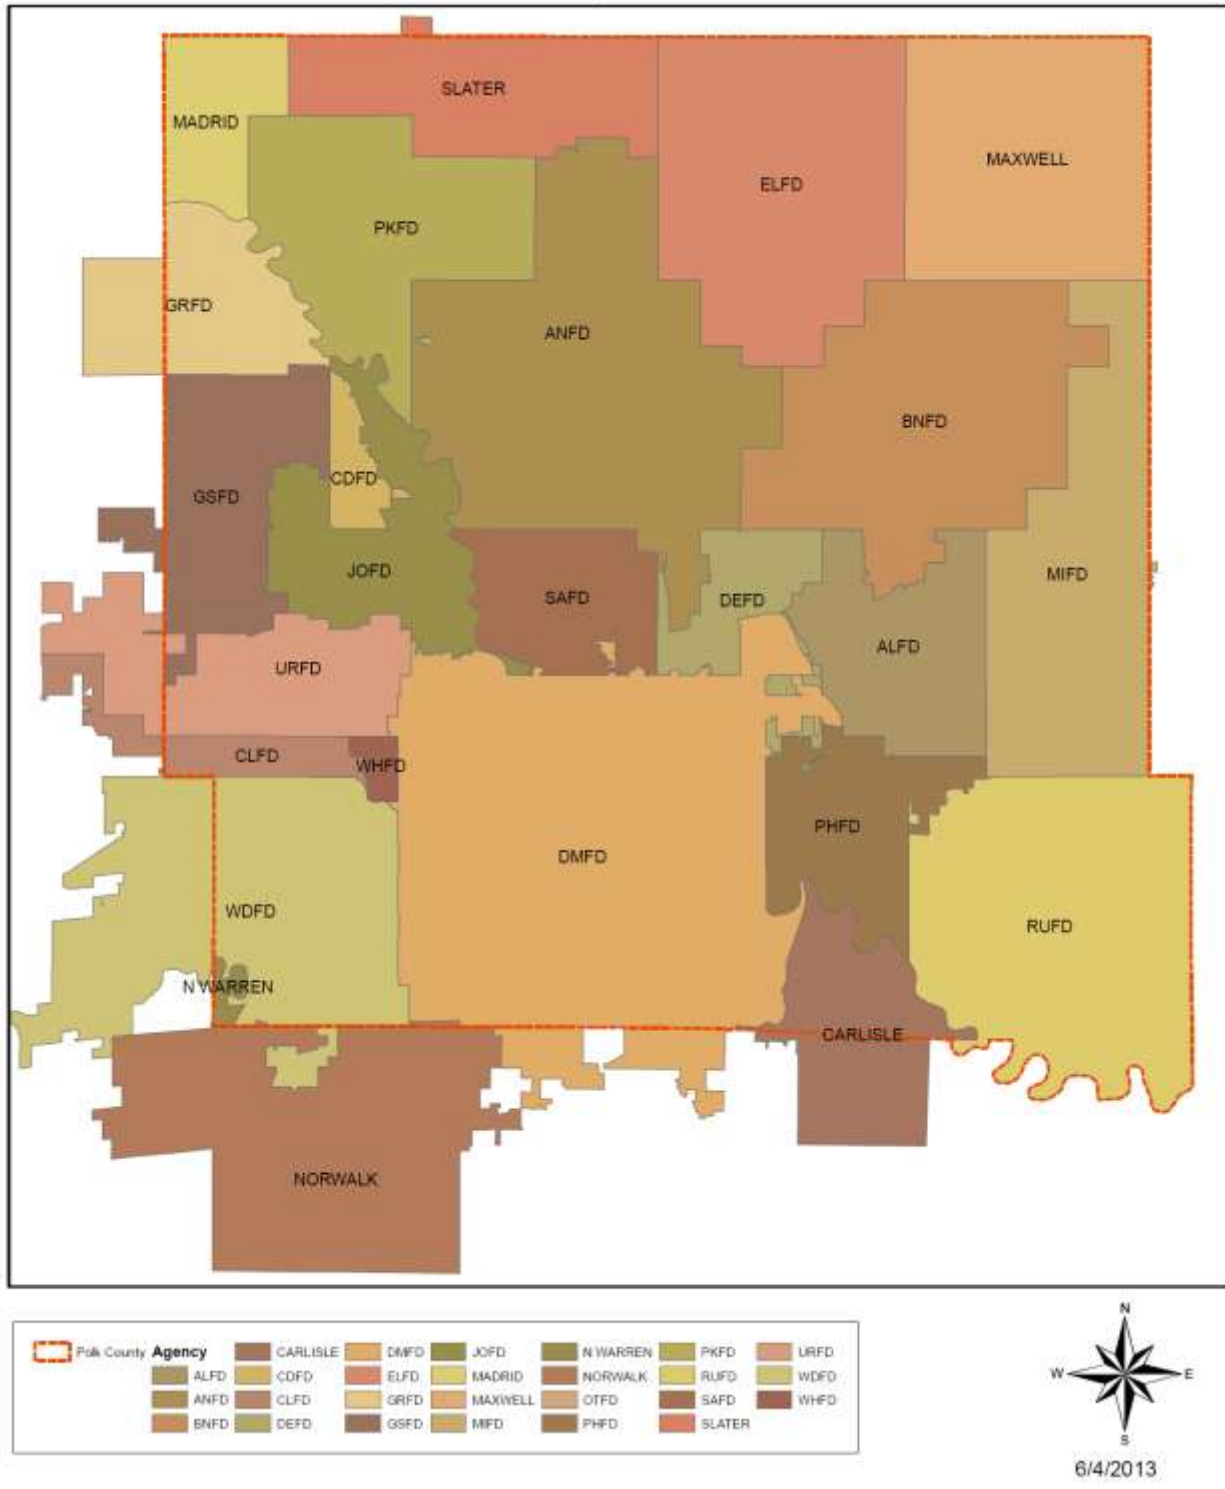 SLATER
MADRID
MAXWELL
ELFD
PKFD
GRFD
ANFD
BNFD
CDFD
GSFD
JOFD
MIFD
SAFD
DEFD
ALFD
URFD
CLFD
WHFD
PHFD
DMFD
WDFD
RUFD
N WARREN
CARLISLE
NORWALK
Polk County
Agency
ALFD
ANFD
BNFD
CARLISLE
CDFD
CLFD
DEFD
DMFD
ELFD
GRFD
GSFD
JOFD
MADRID
MAXWELL
MIFD
N WARREN
NORWALK
OTFD
PHFD
PKFD
RUFD
SAFD
SLATER
URFD
WDFD
WHFD
N
W
E
S
6/4/2013